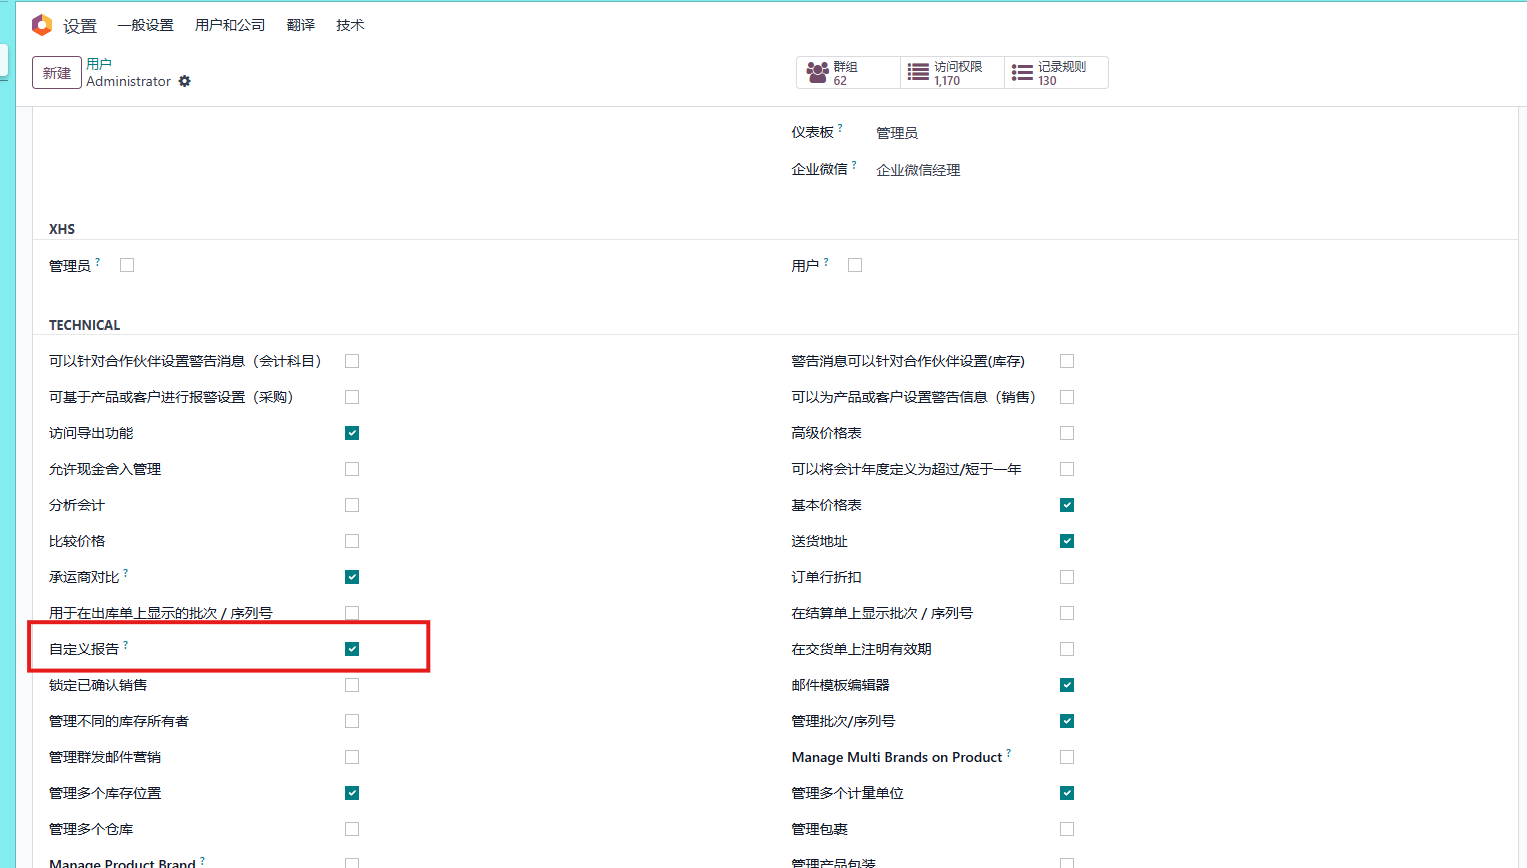 设置 一般设置 用户和公司 翻译 技术
新建
用户
Administrator
群组
62
访问权限
1,170
记录规则
130
仪表板 ? 管理员
企业微信 ? 企业微信经理
XHS
管理员 ?
用户 ?
TECHNICAL
可以针对合作伙伴设置警告消息（会计科目）
警告消息可以针对合作伙伴设置(库存)
可基于产品或客户进行报警设置（采购）
可以为产品或客户设置警告信息（销售）
访问导出功能
高级价格表
允许现金舍入管理
可以将会计年度定义为超过/短于一年
分析会计
基本价格表
比较价格
送货地址
承运商对比 ?
订单行折扣
用于在出库单上显示的批次 / 序列号
在结算单上显示批次 / 序列号
自定义报告 ?
在交货单上注明有效期
锁定已确认销售
邮件模板编辑器
管理不同的库存所有者
管理批次/序列号
管理群发邮件营销
Manage Multi Brands on Product ?
管理多个库存位置
管理多个计量单位
管理多个仓库
管理包裹
Manage Product Brand ?
管理产品包装